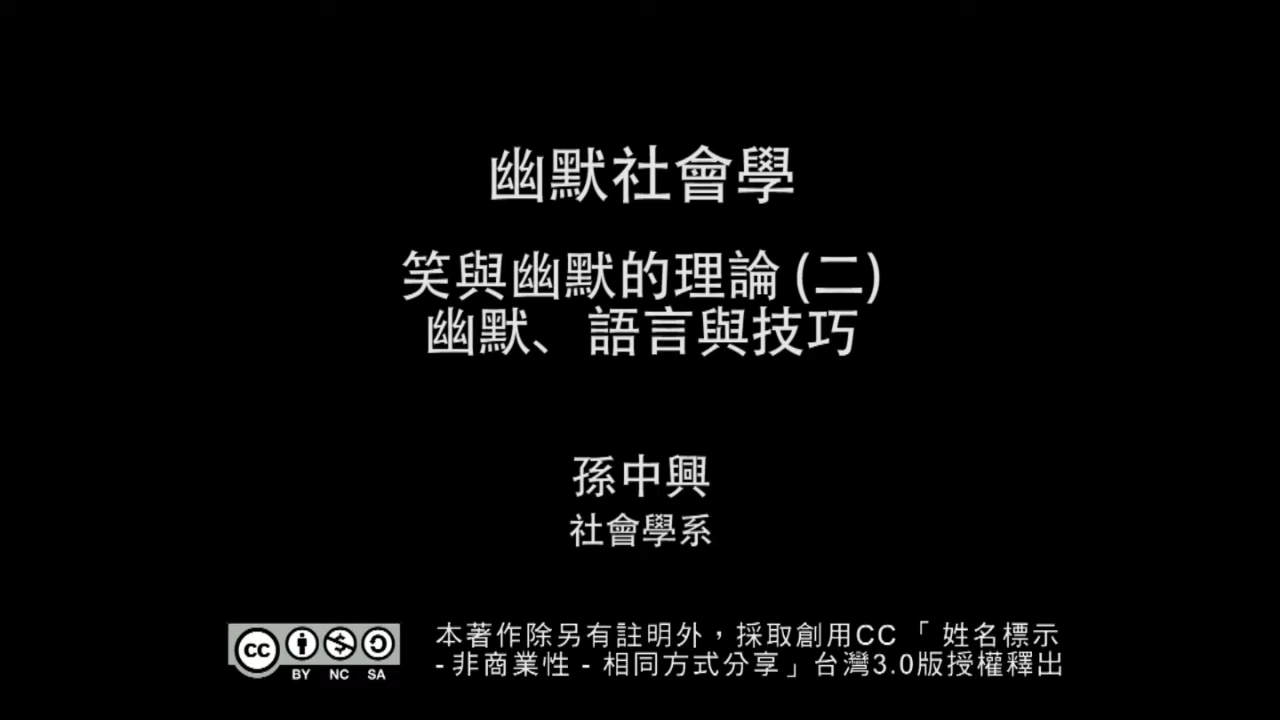 幽默社會學
笑與幽默的理論 (二)
幽默、語言與技巧
孫中興
社會學系
cc BY NC SA
本著作除另有註明外，採取創用CC「 姓名標示
- 非商業性 - 相同方式分享」台灣3.0版授權釋出